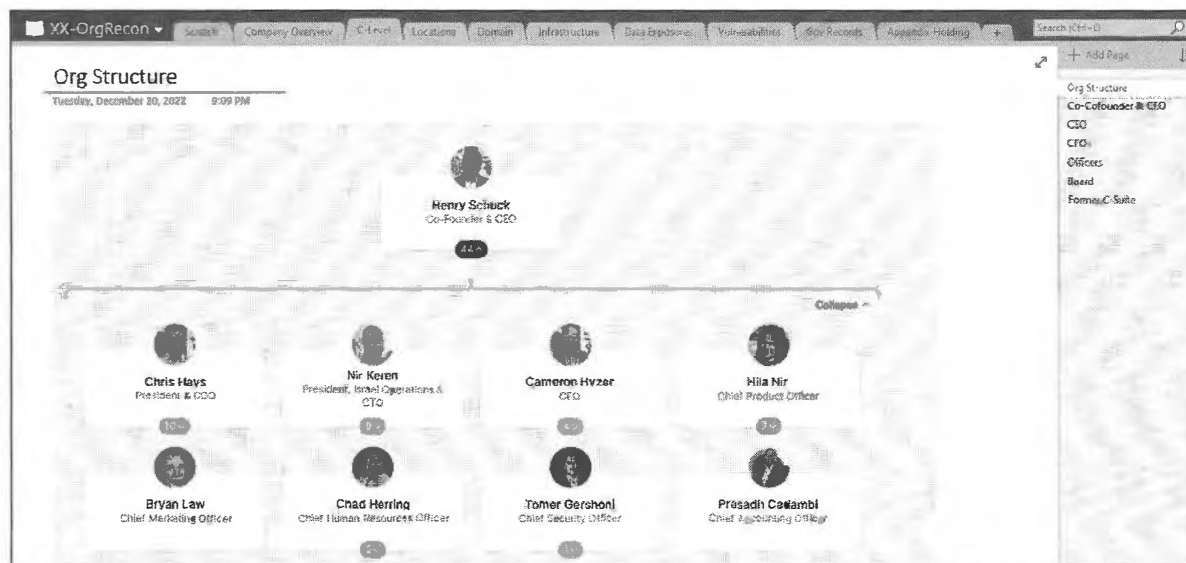 XX-OrgRecon
Search Company Overview C-Level Locations Domain Infrastructure Data Exposures Vulnerabilities Gov Records Appendix Holding +
Search (Ctrl+E)
Add Page
Org Structure
Tuesday, December 20, 2022 9:09 PM
Org Structure
Co-Cofounder & CEO
CFO
Officers
Board
Former C-Suite
Henry Schuck
Co-Founder & CEO
44
Collapse
Chris Hays
President & COO
Nir Keren
President, Israel Operations &
CTO
Cameron Hyzer
CFO
Hila Nir
Chief Product Officer
10
Bryan Law
Chief Marketing Officer
Chad Herring
Chief Human Resources Officer
Tomer Gershoni
Chief Security Officer
Prasadh Cadambi
Chief Accounting Officer